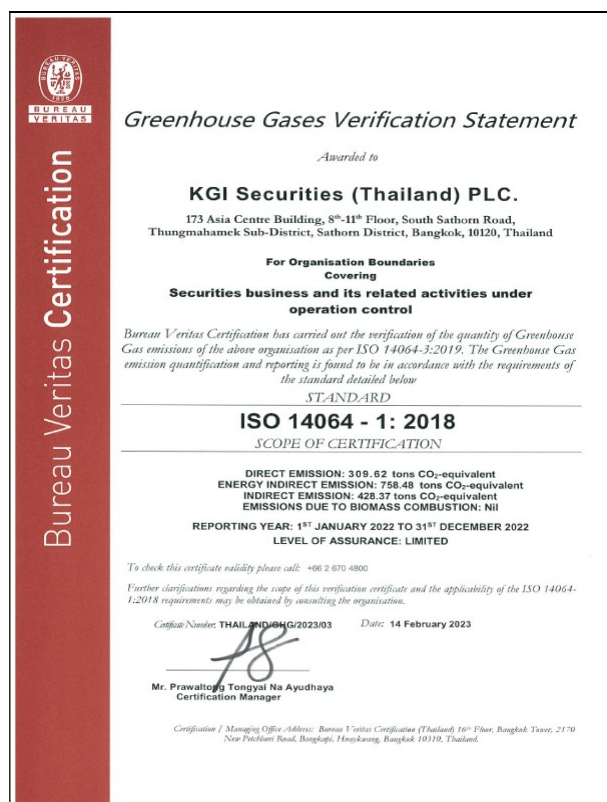 BUREAU
VERITAS
1828
BUREAU
VERITAS
Bureau Veritas Certification
Greenhouse Gases Verification Statement
Awarded to
KGI Securities (Thailand) PLC.
173 Asia Centre Building, 8th-11th Floor, South Sathorn Road,
Thungmahamek Sub-District, Sathorn District, Bangkok, 10120, Thailand
For Organisation Boundaries
Covering
Securities business and its related activities under
operation control
Bureau Veritas Certification has carried out the verification of the quantity of Greenhouse
Gas emissions of the above organisation as per ISO 14064-3:2019. The Greenhouse Gas
emission quantification and reporting is found to be in accordance with the requirements of
the standard detailed below
STANDARD
ISO 14064 - 1: 2018
SCOPE OF CERTIFICATION
DIRECT EMISSION: 309.62 tons CO₂-equivalent
ENERGY INDIRECT EMISSION: 758.48 tons CO₂-equivalent
INDIRECT EMISSION: 428.37 tons CO₂-equivalent
EMISSIONS DUE TO BIOMASS COMBUSTION: Nil
REPORTING YEAR: 1ST JANUARY 2022 TO 31ST DECEMBER 2022
LEVEL OF ASSURANCE: LIMITED
To check this certificate validity please call: +66 2 670 4800
Further clarifications regarding the scope of this verification certificate and the applicability of the ISO 14064-
1:2018 requirements may be obtained by consulting the organisation.
Certificate Number: THAILAND/GHG/2023/03 Date: 14 February 2023
Mr. Prawaltong Tongyai Na Ayudhaya
Certification Manager
Certification / Managing Office Address: Bureau Veritas Certification (Thailand) 16th Floor, Bangkok Tower, 2170
New Petchburi Road, Bangkapi, Huaykwang, Bangkok 10310, Thailand.